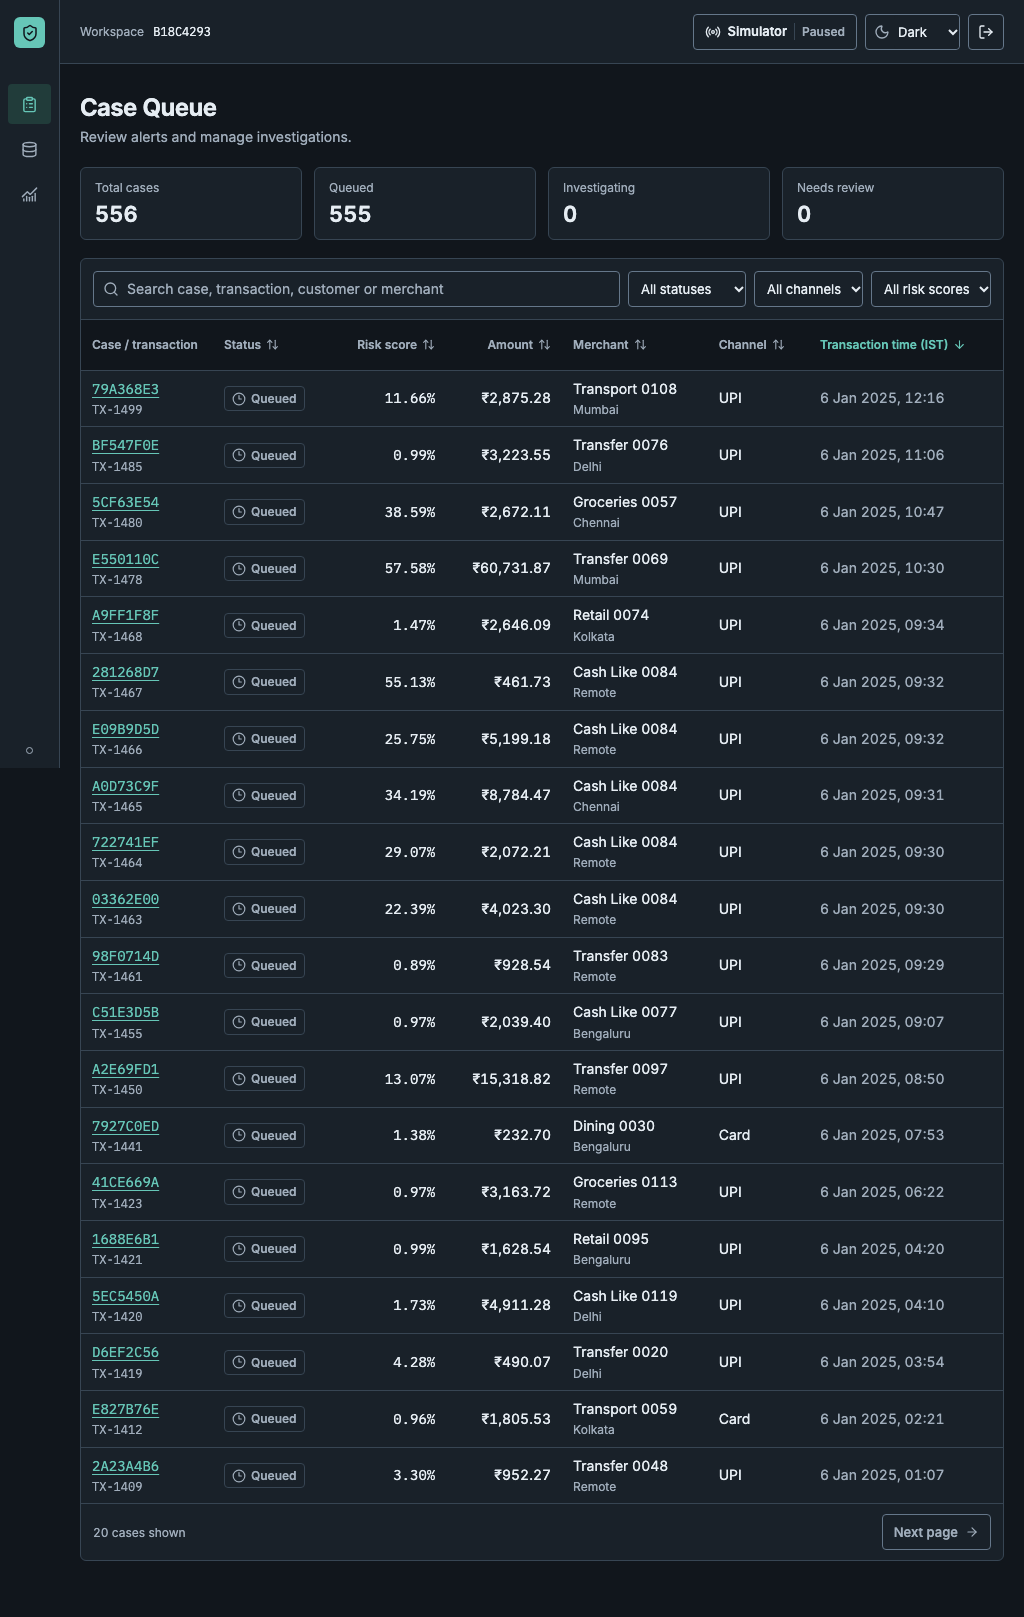 Workspace B18C4293
Simulator Paused
Dark
Case Queue
Review alerts and manage investigations.
Total cases
556
Queued
555
Investigating
0
Needs review
0
Search case, transaction, customer or merchant
All statuses
All channels
All risk scores
Case / transaction Status Risk score Amount Merchant Channel Transaction time (IST)
79A368E3 Queued 11.66% ₹2,875.28 Transport 0108 UPI 6 Jan 2025, 12:16
TX-1499 Mumbai
BF547F0E Queued 0.99% ₹3,223.55 Transfer 0076 UPI 6 Jan 2025, 11:06
TX-1485 Delhi
5CF63E54 Queued 38.59% ₹2,672.11 Groceries 0057 UPI 6 Jan 2025, 10:47
TX-1480 Chennai
E550110C Queued 57.58% ₹60,731.87 Transfer 0069 UPI 6 Jan 2025, 10:30
TX-1478 Mumbai
A9FF1F8F Queued 1.47% ₹2,646.09 Retail 0074 UPI 6 Jan 2025, 09:34
TX-1468 Kolkata
281268D7 Queued 55.13% ₹461.73 Cash Like 0084 UPI 6 Jan 2025, 09:32
TX-1467 Remote
E09B9D5D Queued 25.75% ₹5,199.18 Cash Like 0084 UPI 6 Jan 2025, 09:32
TX-1466 Remote
A0D73C9F Queued 34.19% ₹8,784.47 Cash Like 0084 UPI 6 Jan 2025, 09:31
TX-1465 Chennai
722741EF Queued 29.07% ₹2,072.21 Cash Like 0084 UPI 6 Jan 2025, 09:30
TX-1464 Remote
03362E00 Queued 22.39% ₹4,023.30 Cash Like 0084 UPI 6 Jan 2025, 09:30
TX-1463 Remote
98F0714D Queued 0.89% ₹928.54 Transfer 0083 UPI 6 Jan 2025, 09:29
TX-1461 Remote
C51E3D5B Queued 0.97% ₹2,039.40 Cash Like 0077 UPI 6 Jan 2025, 09:07
TX-1455 Bengaluru
A2E69FD1 Queued 13.07% ₹15,318.82 Transfer 0097 UPI 6 Jan 2025, 08:50
TX-1450 Remote
7927C0ED Queued 1.38% ₹232.70 Dining 0030 Card 6 Jan 2025, 07:53
TX-1441 Bengaluru
41CE669A Queued 0.97% ₹3,163.72 Groceries 0113 UPI 6 Jan 2025, 06:22
TX-1423 Remote
1688E6B1 Queued 0.99% ₹1,628.54 Retail 0095 UPI 6 Jan 2025, 04:20
TX-1421 Bengaluru
5EC5450A Queued 1.73% ₹4,911.28 Cash Like 0119 UPI 6 Jan 2025, 04:10
TX-1420 Delhi
D6EF2C56 Queued 4.28% ₹490.07 Transfer 0020 UPI 6 Jan 2025, 03:54
TX-1419 Delhi
E827B76E Queued 0.96% ₹1,805.53 Transport 0059 Card 6 Jan 2025, 02:21
TX-1412 Kolkata
2A23A4B6 Queued 3.30% ₹952.27 Transfer 0048 UPI 6 Jan 2025, 01:07
TX-1409 Remote
20 cases shown
Next page